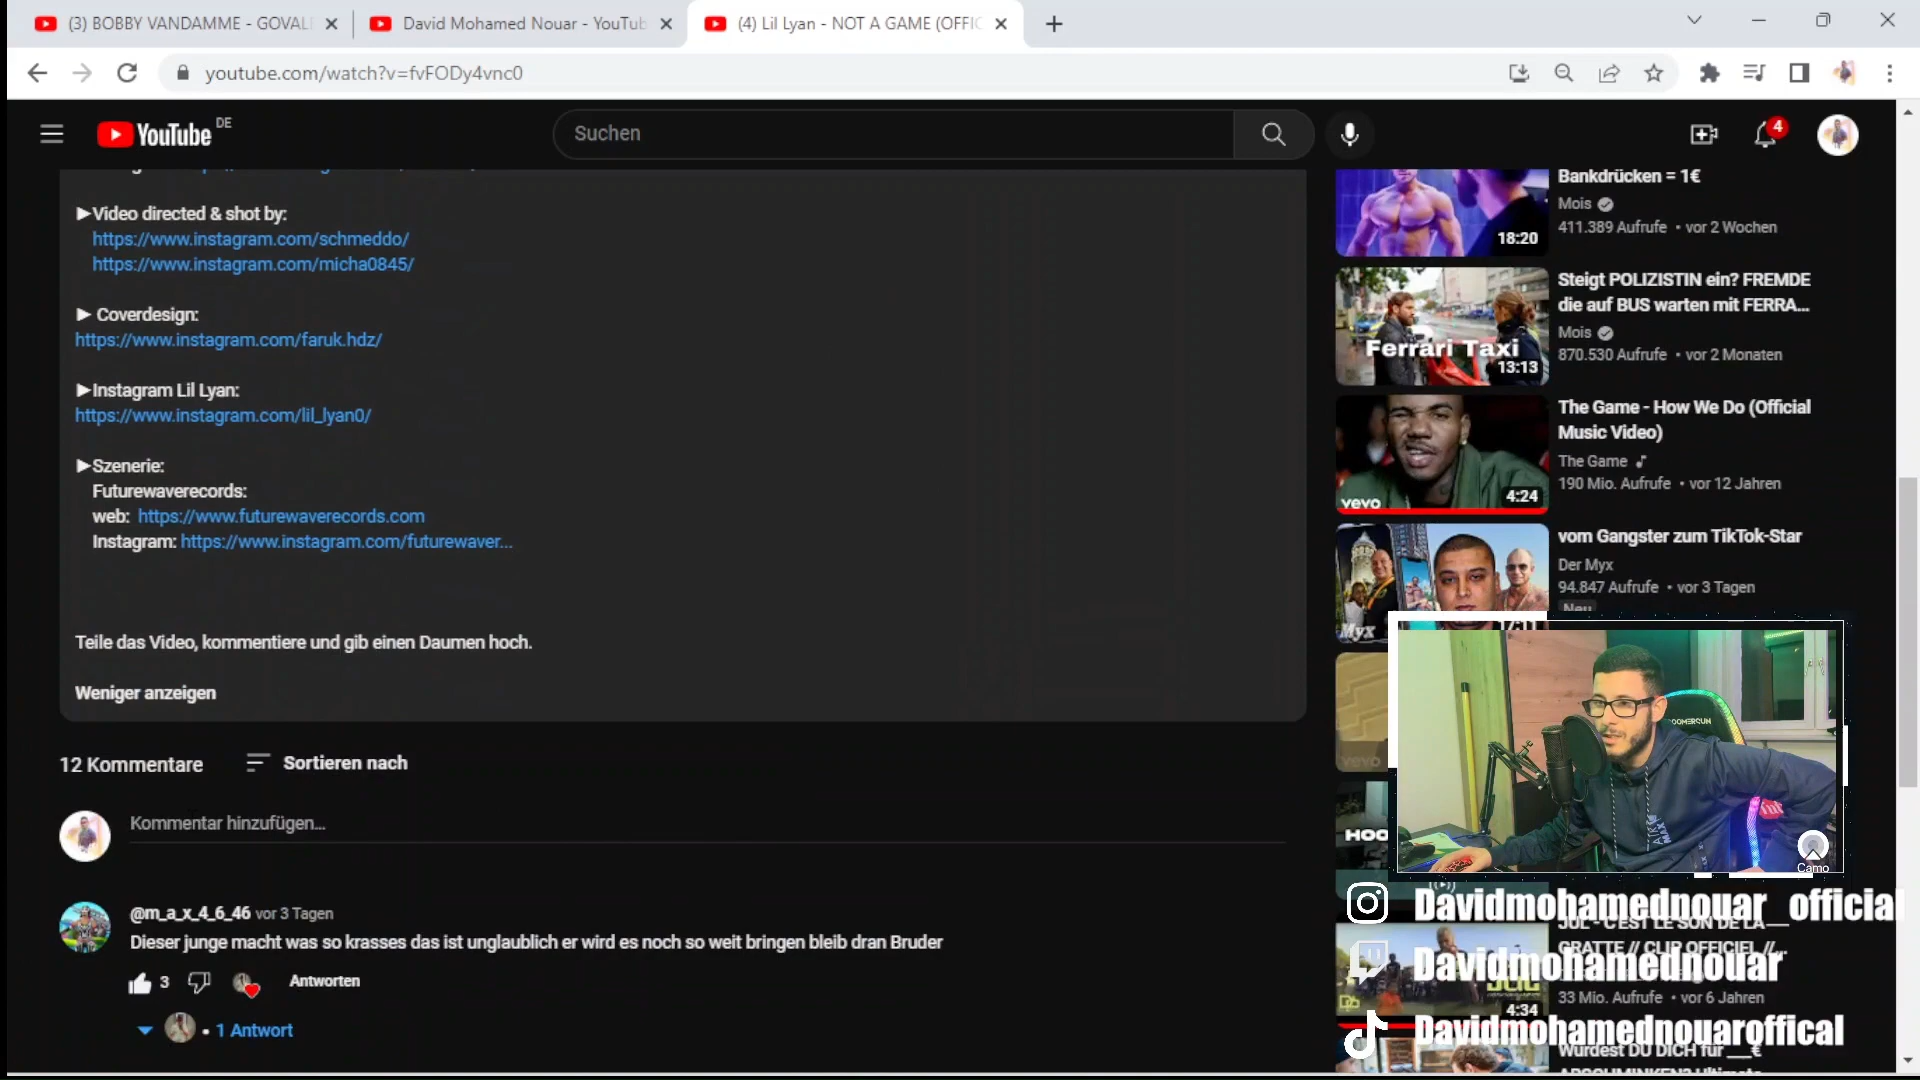 (3) BOBBY VANDAMME - GOVALI
David Mohamed Nouar - YouTub
(4) Lil Lyan - NOT A GAME (OFFIC
youtube.com/watch?v=fvFODy4vnc0
YouTube DE
Suchen
4
►Video directed & shot by:
https://www.instagram.com/schmeddo/
https://www.instagram.com/micha0845/
► Coverdesign:
https://www.instagram.com/faruk.hdz/
►Instagram Lil Lyan:
https://www.instagram.com/lil_lyan0/
►Szenerie:
Futurewaverecords:
web: https://www.futurewaverecords.com
Instagram: https://www.instagram.com/futurewaver...
Teile das Video, kommentiere und gib einen Daumen hoch.
Weniger anzeigen
12 Kommentare
Sortieren nach
Kommentar hinzufügen...
@m_a_x_4_6_46 vor 3 Tagen
Dieser junge macht was so krasses das ist unglaublich er wird es noch so weit bringen bleib dran Bruder
3
Antworten
• 1 Antwort
Bankdrücken = 1€
Mois
411.389 Aufrufe • vor 2 Wochen
18:20
Steigt POLIZISTIN ein? FREMDE
die auf BUS warten mit FERRA...
Mois
870.530 Aufrufe • vor 2 Monaten
Ferrari Taxi
13:13
The Game - How We Do (Official
Music Video)
The Game
190 Mio. Aufrufe • vor 12 Jahren
vevo
4:24
vom Gangster zum TikTok-Star
Der Myx
94.847 Aufrufe • vor 3 Tagen
Neu
Myx
vevo
HOO
Camo
Davidmohamednouar_official
JUL - C'EST LE SON DE LA
GRATTE // CLIP OFFICIEL //...
Davidmohamednouar
33 Mio. Aufrufe • vor 6 Jahren
4:34
Davidmohamednouaroffical
Würdest DU DICH für ___€